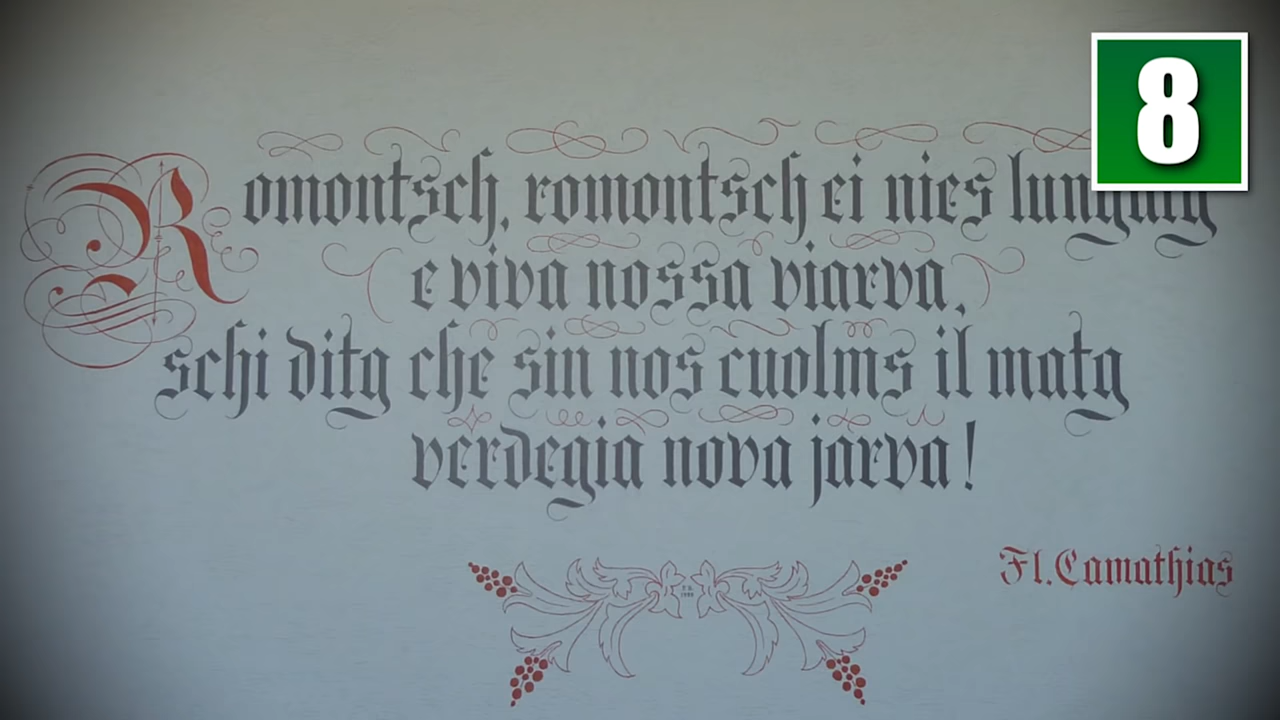 8
Romontsch, romontsch ei nies lungatg
e viva nossa viarva,
schi ditg che sin nos cuolms il matg
verdegia nova jarva!
Fl. Camathias